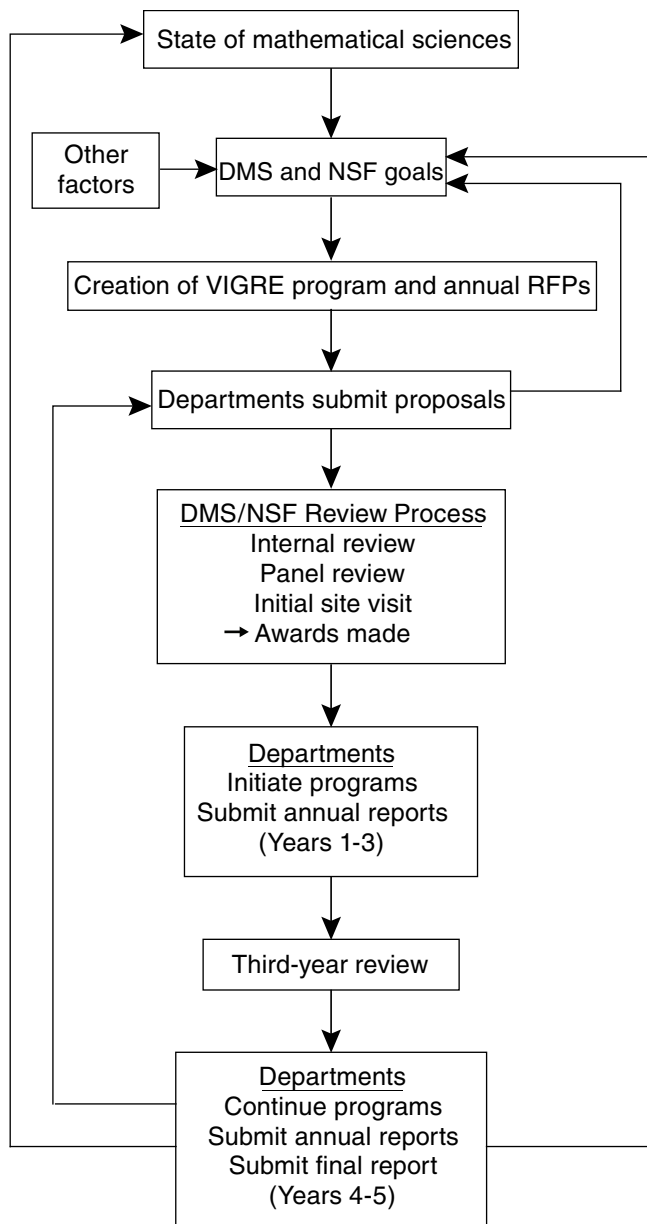 State of mathematical sciences
Other
factors
DMS and NSF goals
Creation of VIGRE program and annual RFPs
Departments submit proposals
DMS/NSF Review Process
Internal review
Panel review
Initial site visit
→ Awards made
Departments
Initiate programs
Submit annual reports
(Years 1-3)
Third-year review
Departments
Continue programs
Submit annual reports
Submit final report
(Years 4-5)